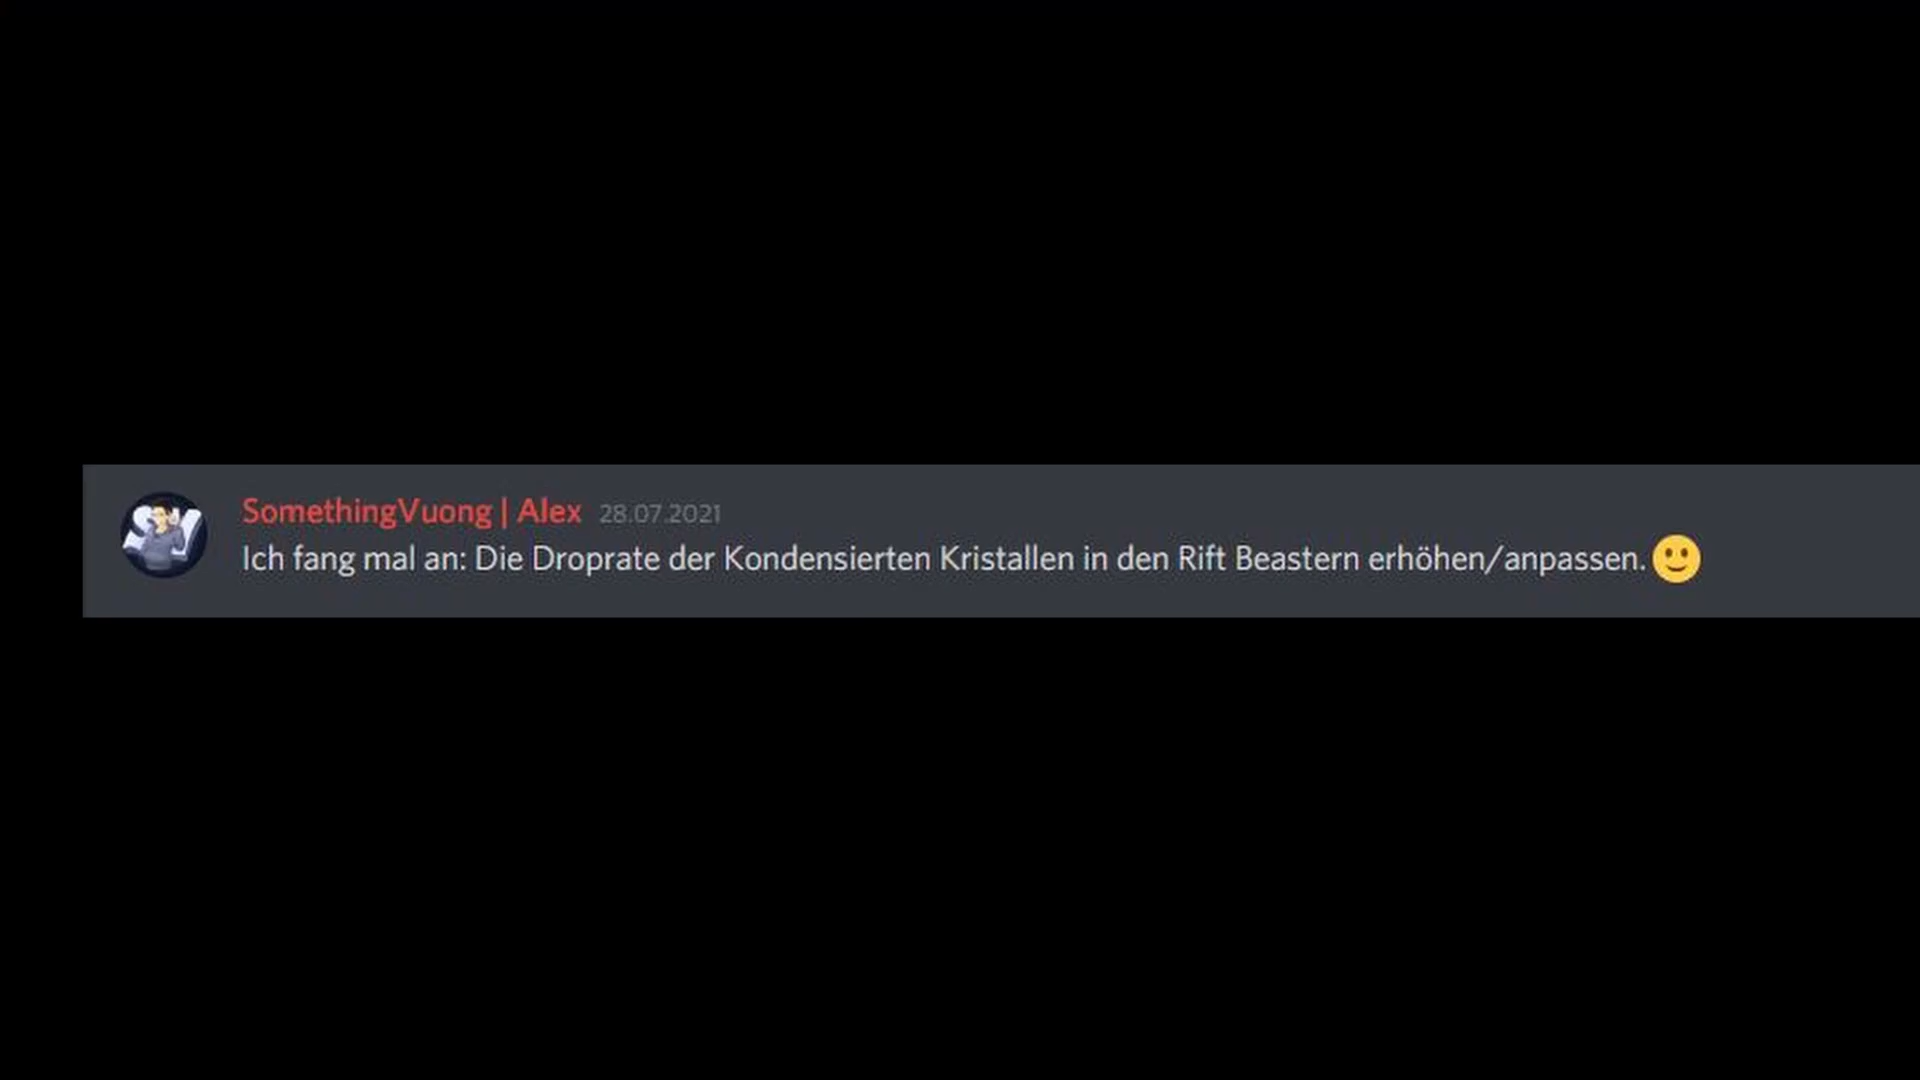 SomethingVuong | Alex 28.07.2021
Ich fang mal an: Die Droprate der Kondensierten Kristallen in den Rift Beastern erhöhen/anpassen. 🙂